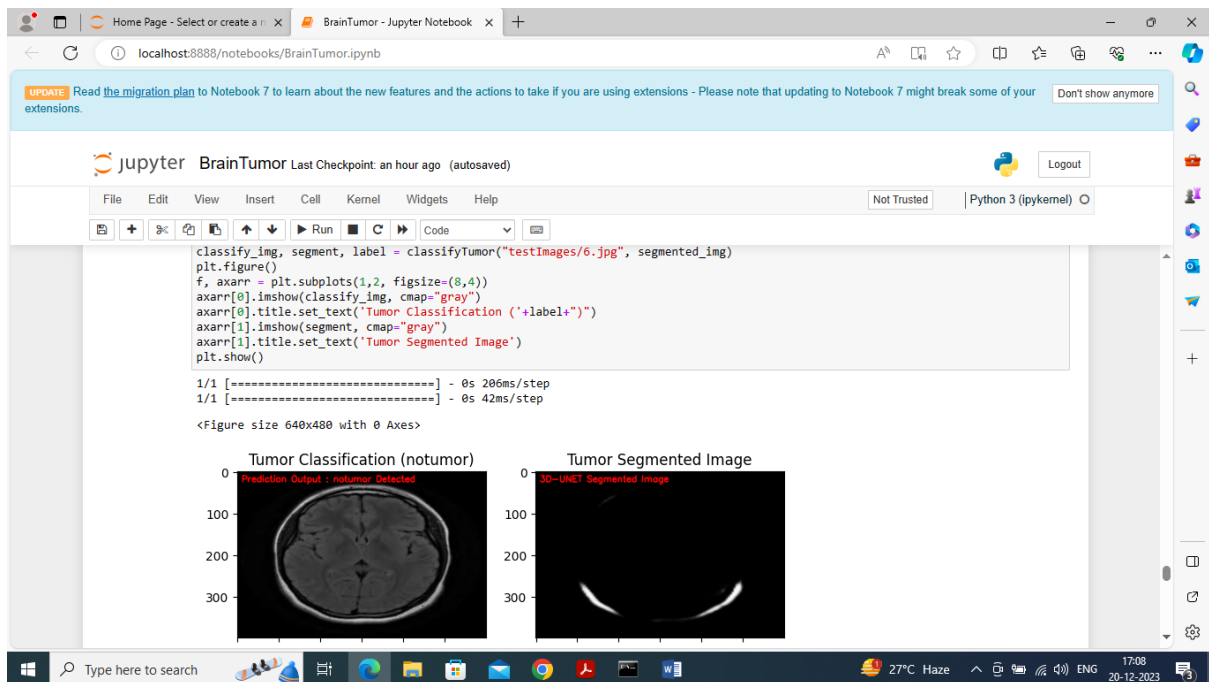 Home Page - Select or create a n
BrainTumor - Jupyter Notebook
localhost:8888/notebooks/BrainTumor.ipynb
UPDATE Read the migration plan to Notebook 7 to learn about the new features and the actions to take if you are using extensions - Please note that updating to Notebook 7 might break some of your
extensions.
Don't show anymore
jupyter BrainTumor Last Checkpoint: an hour ago (autosaved)
Logout
File Edit View Insert Cell Kernel Widgets Help
Not Trusted
Python 3 (ipykernel)
Run
Code
classify_img, segment, label = classifyTumor("testImages/6.jpg", segmented_img)
plt.figure()
f, axarr = plt.subplots(1,2, figsize=(8,4))
axarr[0].imshow(classify_img, cmap="gray")
axarr[0].title.set_text('Tumor Classification ('+label+")")
axarr[1].imshow(segment, cmap="gray")
axarr[1].title.set_text('Tumor Segmented Image')
plt.show()
1/1 [==============================] - 0s 206ms/step
1/1 [==============================] - 0s 42ms/step
<Figure size 640x480 with 0 Axes>
Tumor Classification (notumor)
Prediction Output : notumor Detected
0
100
200
300
Tumor Segmented Image
3D-UNET Segmented Image
0
100
200
300
Type here to search
27°C Haze
ENG
17:08
20-12-2023